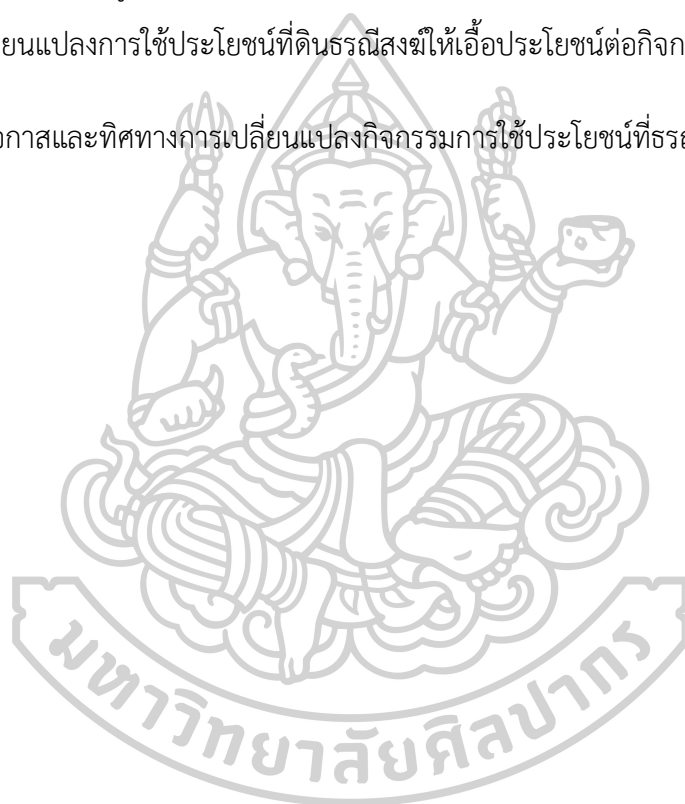 ยนแปลงการใช้ประโยชน์ที่ดินธรณีสงฆ์ให้เอื้อประโยชน์ต่อกิจก
กาสและทิศทางการเปลี่ยนแปลงกิจกรรมการใช้ประโยชน์ที่ธรณ
มหาวิทยาลัยศิลปากร